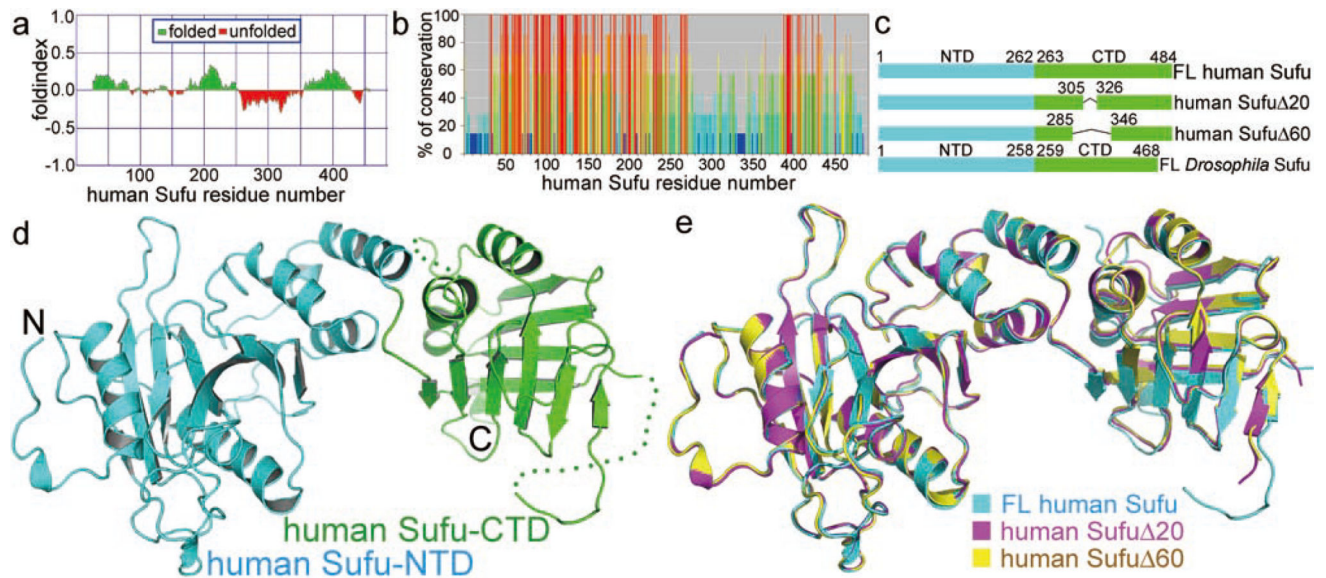 a
1.0
0.5
0.0
-0.5
-1.0
foldindex
folded unfolded
100 200 300 400
human Sufu residue number
b
100
80
60
40
20
0
% of conservation
50 100 150 200 250 300 350 400 450
human Sufu residue number
c
1 NTD 262 263 CTD 484
FL human Sufu
305 326
human SufuΔ20
285 346
human SufuΔ60
1 NTD 258 259 CTD 468
FL Drosophila Sufu
d
N
C
human Sufu-CTD
human Sufu-NTD
e
FL human Sufu
human SufuΔ20
human SufuΔ60